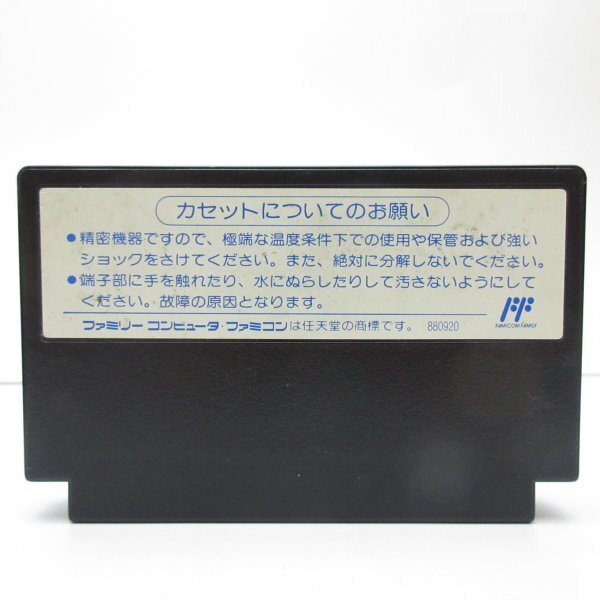 カセットについてのお願い
●精密機器ですので、極端な温度条件下での使用や保管および強い
ショックをさけてください。また、絶対に分解しないでください。
●端子部に手を触れたり、水にぬらしたりして汚さないようにして
ください。故障の原因となります。
FAMICOM FAMILY
ファミリー コンピュータ・ファミコンは任天堂の商標です。 880920